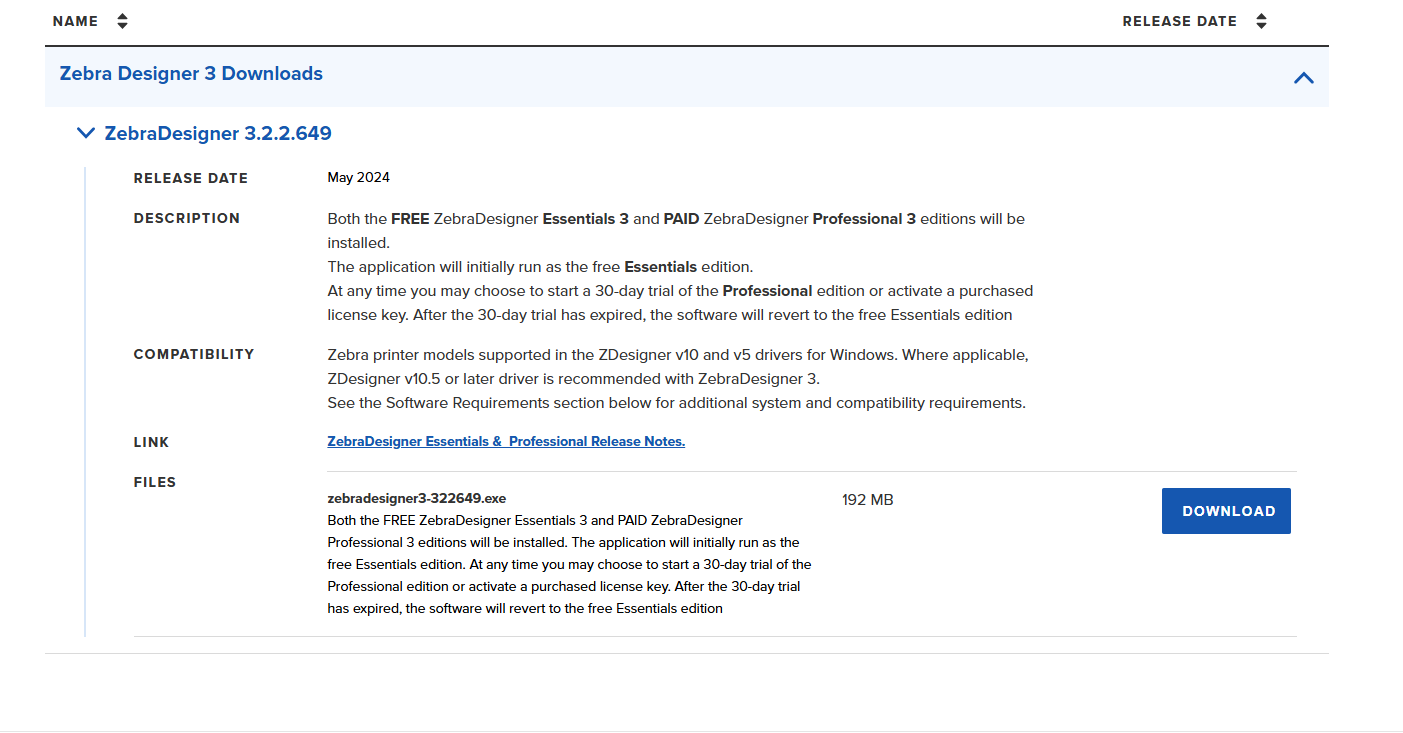 NAME
RELEASE DATE
Zebra Designer 3 Downloads
ZebraDesigner 3.2.2.649
RELEASE DATE
May 2024
DESCRIPTION
Both the FREE ZebraDesigner Essentials 3 and PAID ZebraDesigner Professional 3 editions will be
installed.
The application will initially run as the free Essentials edition.
At any time you may choose to start a 30-day trial of the Professional edition or activate a purchased
license key. After the 30-day trial has expired, the software will revert to the free Essentials edition
COMPATIBILITY
Zebra printer models supported in the ZDesigner v10 and v5 drivers for Windows. Where applicable,
ZDesigner v10.5 or later driver is recommended with ZebraDesigner 3.
See the Software Requirements section below for additional system and compatibility requirements.
LINK
ZebraDesigner Essentials &  Professional Release Notes.
FILES
zebradesigner3-322649.exe
192 MB
DOWNLOAD
Both the FREE ZebraDesigner Essentials 3 and PAID ZebraDesigner
Professional 3 editions will be installed. The application will initially run as the
free Essentials edition. At any time you may choose to start a 30-day trial of the
Professional edition or activate a purchased license key. After the 30-day trial
has expired, the software will revert to the free Essentials edition